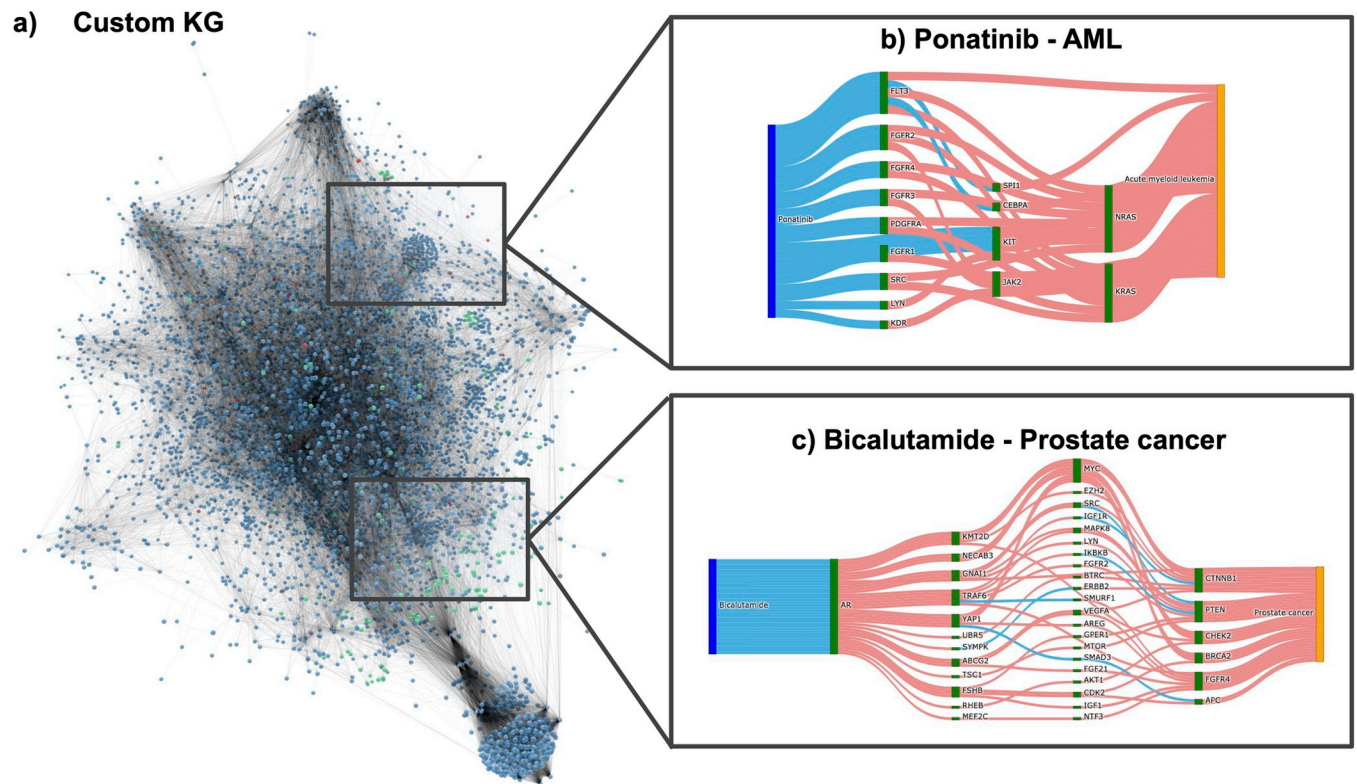 a) Custom KG
b) Ponatinib - AML
Ponatinib
FLT3
FGFR2
FGFR4
FGFR3
PDGFRA
FGFR1
SRC
LYN
KDR
SPI1
CEBPA
KIT
JAK2
NRAS
KRAS
Acute myeloid leukemia
c) Bicalutamide - Prostate cancer
Bicalutamide
AR
KMT2D
NECAB3
GNAI1
TRAF6
YAP1
UBR5
SYMPK
ABCG2
TSC1
FSHB
RHEB
MEF2C
MYC
EZH2
SRC
IGF1R
MAPK8
LYN
IKBKB
FGFR2
BTRC
ERBB2
SMURF1
VEGFA
AREG
GPER1
MTOR
SMAD3
FGF21
AKT1
CDK2
IGF1
NTF3
CTNNB1
PTEN
CHEK2
BRCA2
FGFR4
APC
Prostate cancer